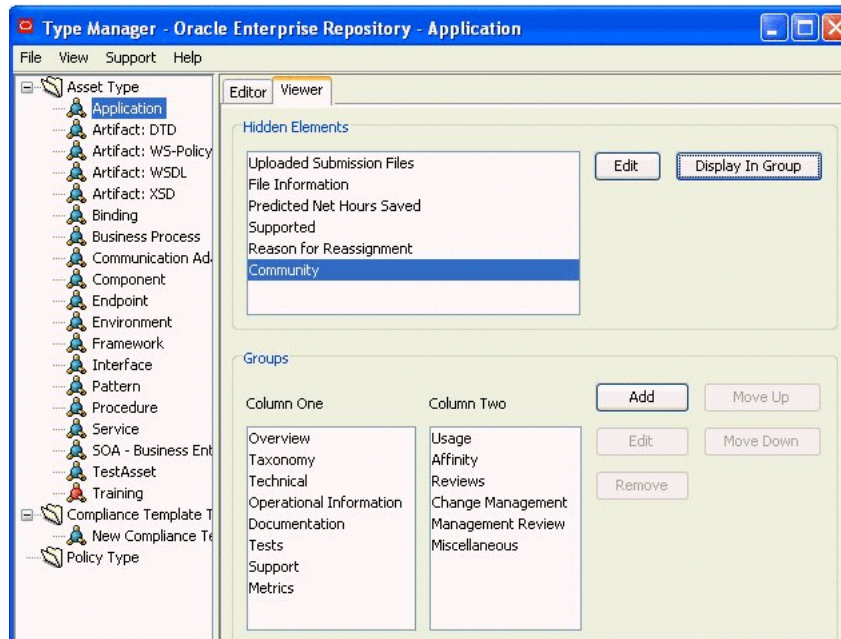 Type Manager - Oracle Enterprise Repository - Application
File View Support Help
Asset Type
Application
Artifact: DTD
Artifact: WS-Policy
Artifact: WSDL
Artifact: XSD
Binding
Business Process
Communication Ad
Component
Endpoint
Environment
Framework
Interface
Pattern
Procedure
Service
SOA - Business Ent
TestAsset
Training
Compliance Template T
New Compliance Te
Policy Type
Editor Viewer
Hidden Elements
Uploaded Submission Files
File Information
Predicted Net Hours Saved
Supported
Reason for Reassignment
Community
Edit Display In Group
Groups
Column One
Overview
Taxonomy
Technical
Operational Information
Documentation
Tests
Support
Metrics
Column Two
Usage
Affinity
Reviews
Change Management
Management Review
Miscellaneous
Add Move Up
Edit Move Down
Remove